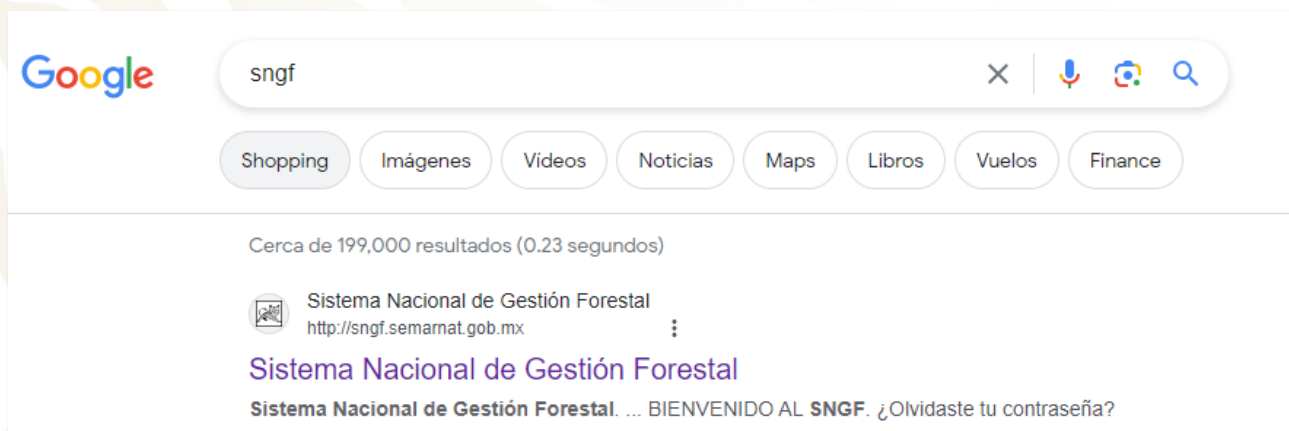 Google
sngf
Shopping Imágenes Vídeos Noticias Maps Libros Vuelos Finance
Cerca de 199,000 resultados (0.23 segundos)
Sistema Nacional de Gestión Forestal
http://sngf.semarnat.gob.mx
Sistema Nacional de Gestión Forestal
Sistema Nacional de Gestión Forestal. ... BIENVENIDO AL SNGF. ¿Olvidaste tu contraseña?